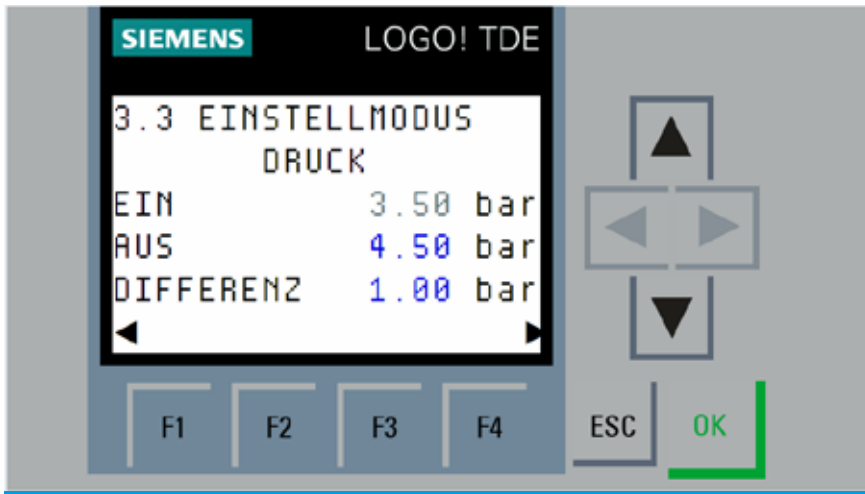 SIEMENS LOGO! TDE
3.3 EINSTELLMODUS
DRUCK
EIN 3.50 bar
AUS 4.50 bar
DIFFERENZ 1.00 bar
F1 F2 F3 F4 ESC OK